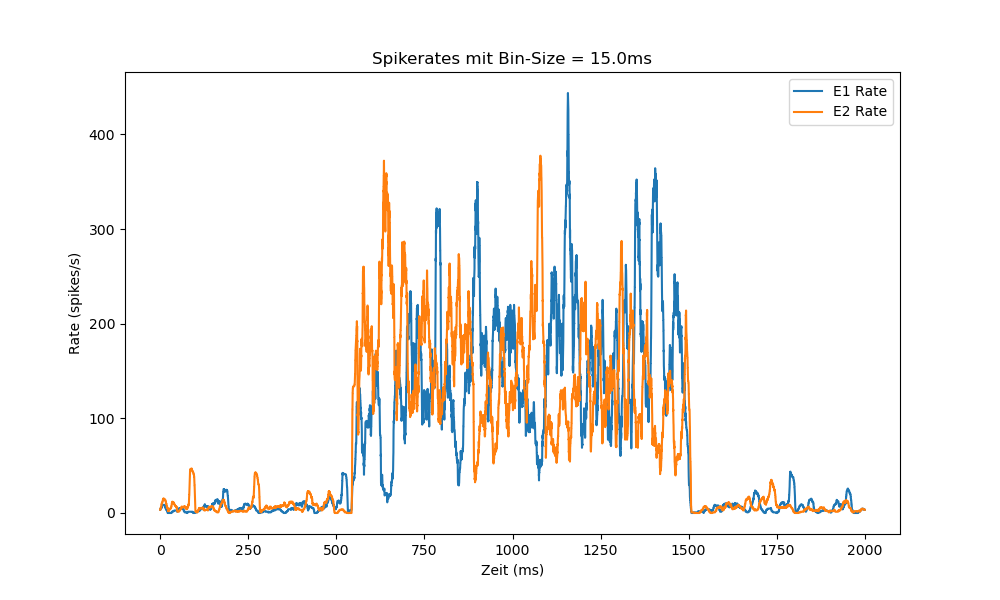 Spikerates mit Bin-Size = 15.0ms
E1 Rate
E2 Rate
400
300
200
100
0
Rate (spikes/s)
0 250 500 750 1000 1250 1500 1750 2000
Zeit (ms)